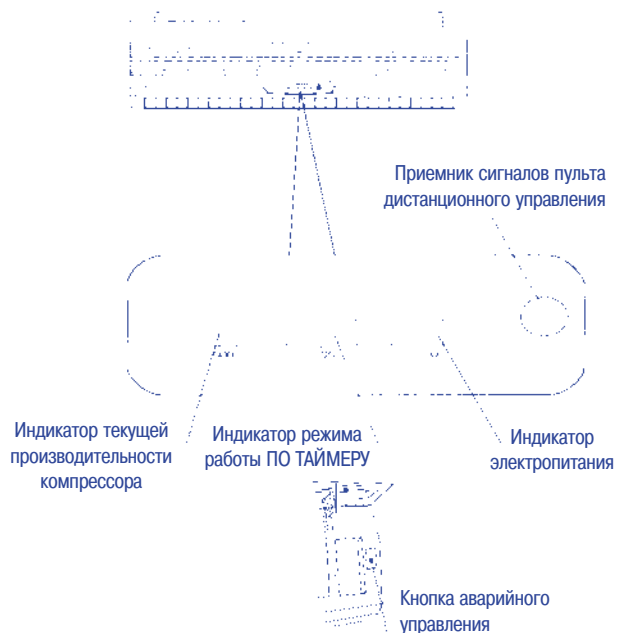 Приемник сигналов пульта
дистанционного управления
Индикатор текущей
производительности
компрессора
Индикатор режима
работы ПО ТАЙМЕРУ
Индикатор
электропитания
Кнопка аварийного
управления